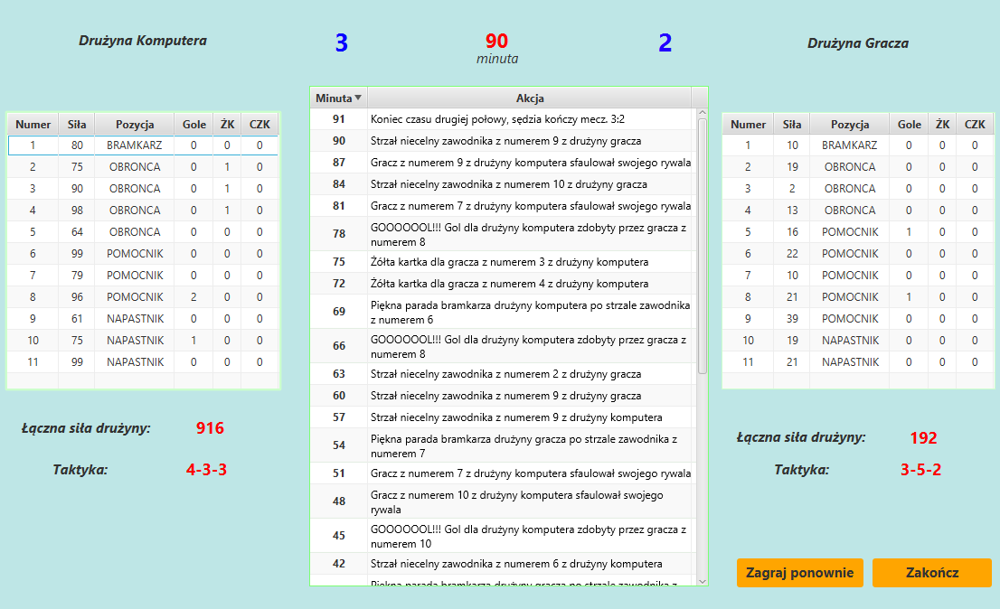 Drużyna Komputera
3
90
minuta
2
Drużyna Gracza
Numer Siła Pozycja Gole ŻK CZK
1 80 BRAMKARZ 0 0 0
2 75 OBRONCA 0 1 0
3 90 OBRONCA 0 1 0
4 98 OBRONCA 0 1 0
5 64 OBRONCA 0 0 0
6 99 POMOCNIK 0 0 0
7 79 POMOCNIK 0 0 0
8 96 POMOCNIK 2 0 0
9 61 NAPASTNIK 0 0 0
10 75 NAPASTNIK 1 0 0
11 99 NAPASTNIK 0 0 0
Łączna siła drużyny: 916
Taktyka: 4-3-3
Minuta Akcja
91 Koniec czasu drugiej połowy, sędzia kończy mecz. 3:2
90 Strzał niecelny zawodnika z numerem 9 z drużyny gracza
87 Gracz z numerem 9 z drużyny komputera sfaulował swojego rywala
84 Strzał niecelny zawodnika z numerem 10 z drużyny gracza
81 Gracz z numerem 7 z drużyny komputera sfaulował swojego rywala
78 GOOOOOOL!!! Gol dla drużyny komputera zdobyty przez gracza z
numerem 8
75 Żółta kartka dla gracza z numerem 3 z drużyny komputera
72 Żółta kartka dla gracza z numerem 4 z drużyny komputera
69 Piękna parada bramkarza drużyny komputera po strzale zawodnika
z numerem 6
66 GOOOOOOL!!! Gol dla drużyny komputera zdobyty przez gracza z
numerem 8
63 Strzał niecelny zawodnika z numerem 2 z drużyny gracza
60 Strzał niecelny zawodnika z numerem 9 z drużyny gracza
57 Strzał niecelny zawodnika z numerem 9 z drużyny komputera
54 Piękna parada bramkarza drużyny gracza po strzale zawodnika z
numerem 7
51 Gracz z numerem 7 z drużyny komputera sfaulował swojego rywala
48 Gracz z numerem 10 z drużyny komputera sfaulował swojego
rywala
45 GOOOOOOL!!! Gol dla drużyny komputera zdobyty przez gracza z
numerem 10
42 Strzał niecelny zawodnika z numerem 6 z drużyny komputera
Piękna parada bramkarza drużyny gracza po strzale zawodnika z
Numer Siła Pozycja Gole ŻK CZK
1 10 BRAMKARZ 0 0 0
2 19 OBRONCA 0 0 0
3 2 OBRONCA 0 0 0
4 13 OBRONCA 0 0 0
5 16 POMOCNIK 1 0 0
6 22 POMOCNIK 0 0 0
7 10 POMOCNIK 0 0 0
8 21 POMOCNIK 1 0 0
9 39 POMOCNIK 0 0 0
10 19 NAPASTNIK 0 0 0
11 21 NAPASTNIK 0 0 0
Łączna siła drużyny: 192
Taktyka: 3-5-2
Zagraj ponownie
Zakończ